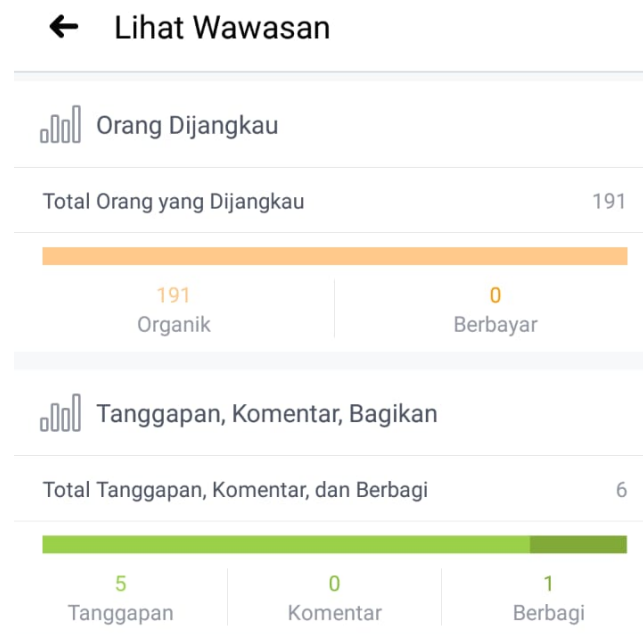 Lihat Wawasan
Orang Dijangkau
Total Orang yang Dijangkau 191
191 0
Organik Berbayar
Tanggapan, Komentar, Bagikan
Total Tanggapan, Komentar, dan Berbagi 6
5 0 1
Tanggapan Komentar Berbagi